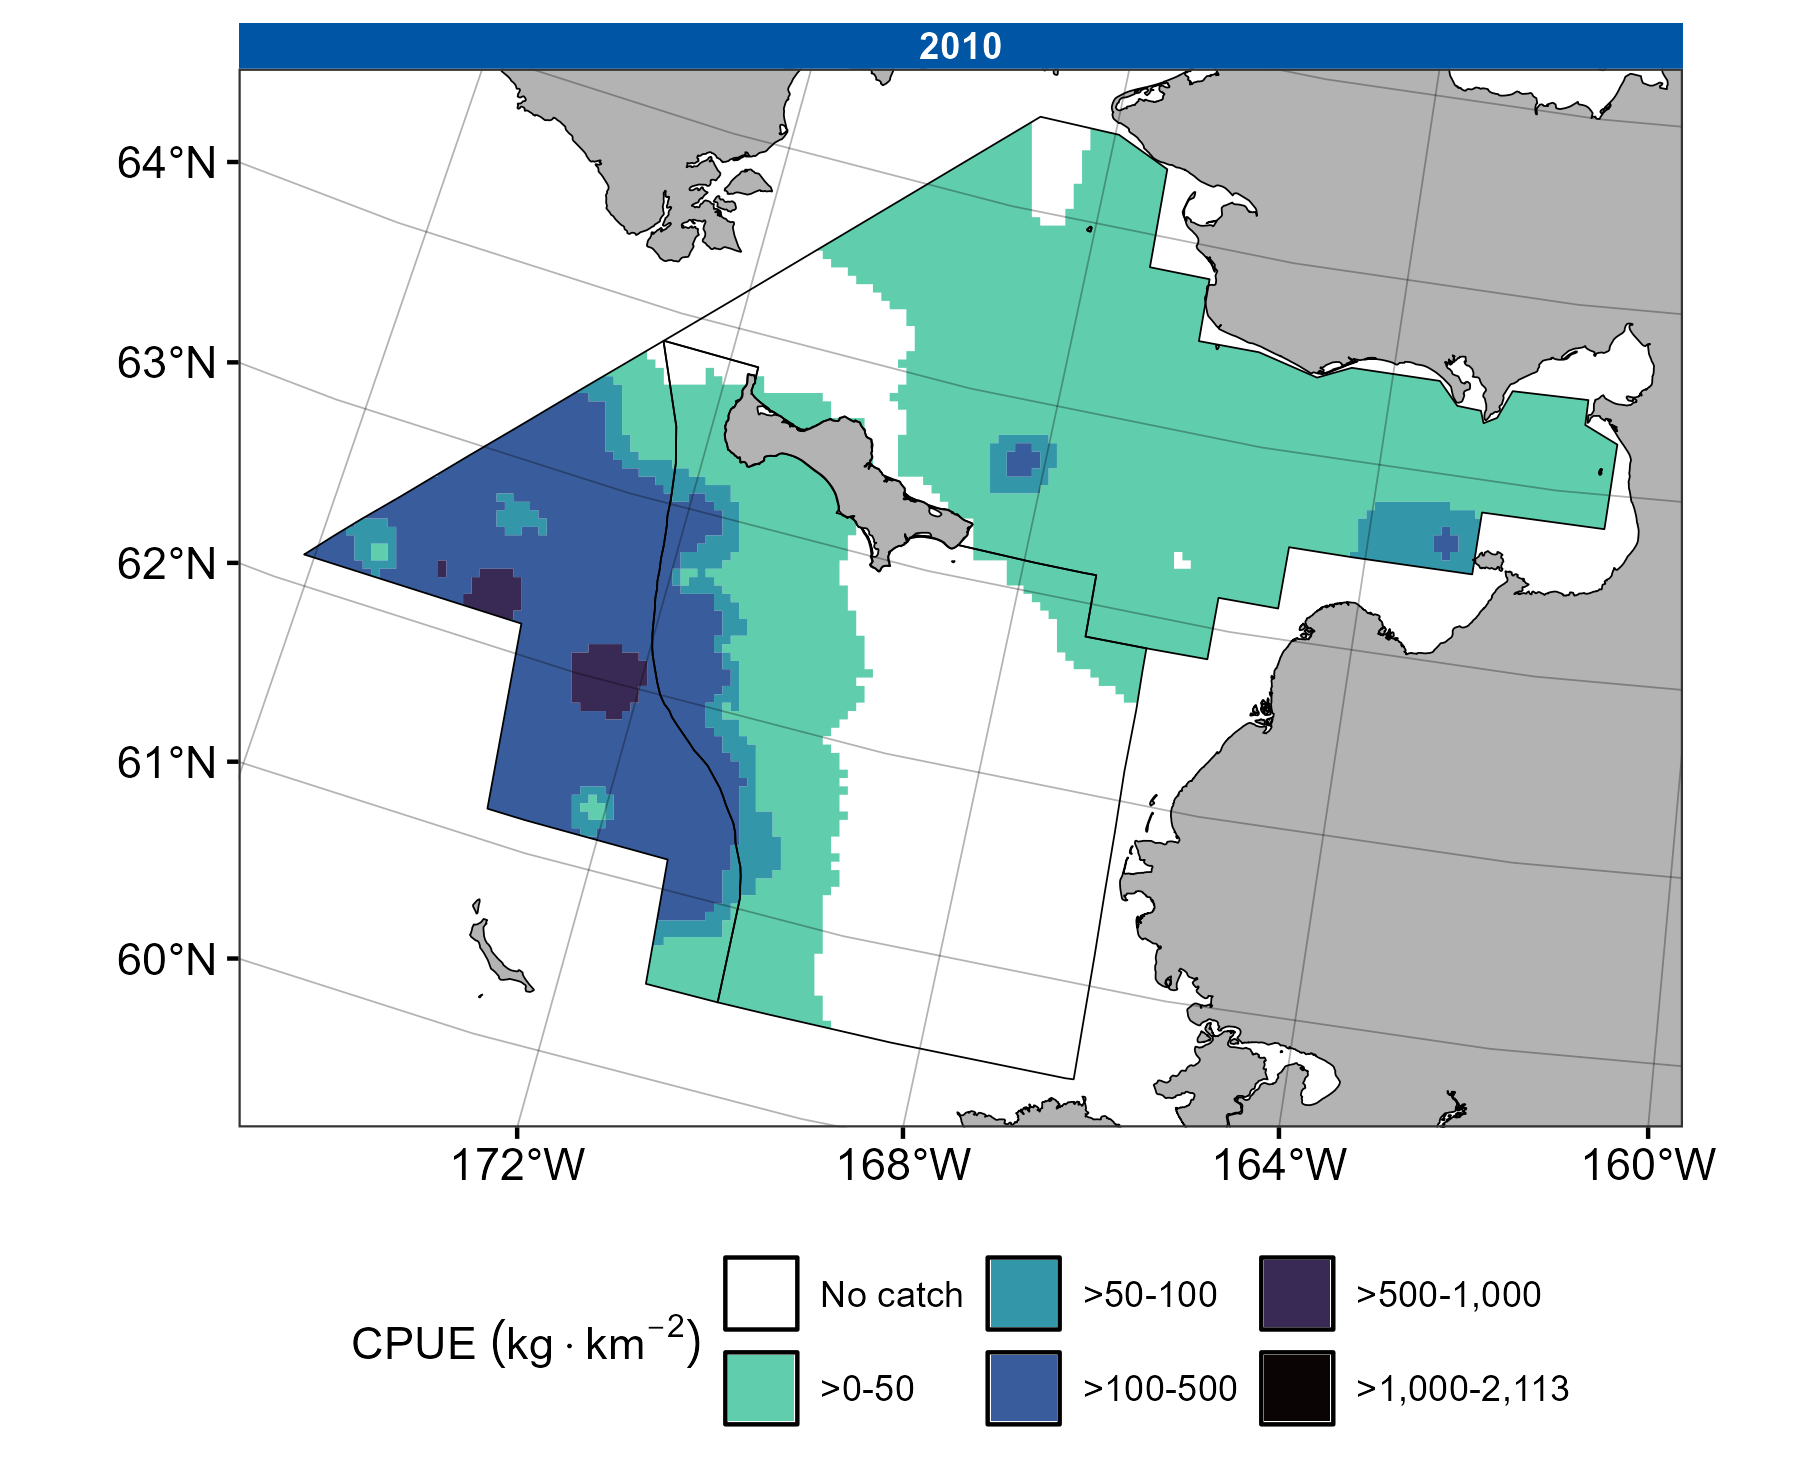 2010
64°N
63°N
62°N
61°N
60°N
172°W 168°W 164°W 160°W
CPUE (kg · km⁻²)
No catch >50-100 >500-1,000
>0-50 >100-500 >1,000-2,113